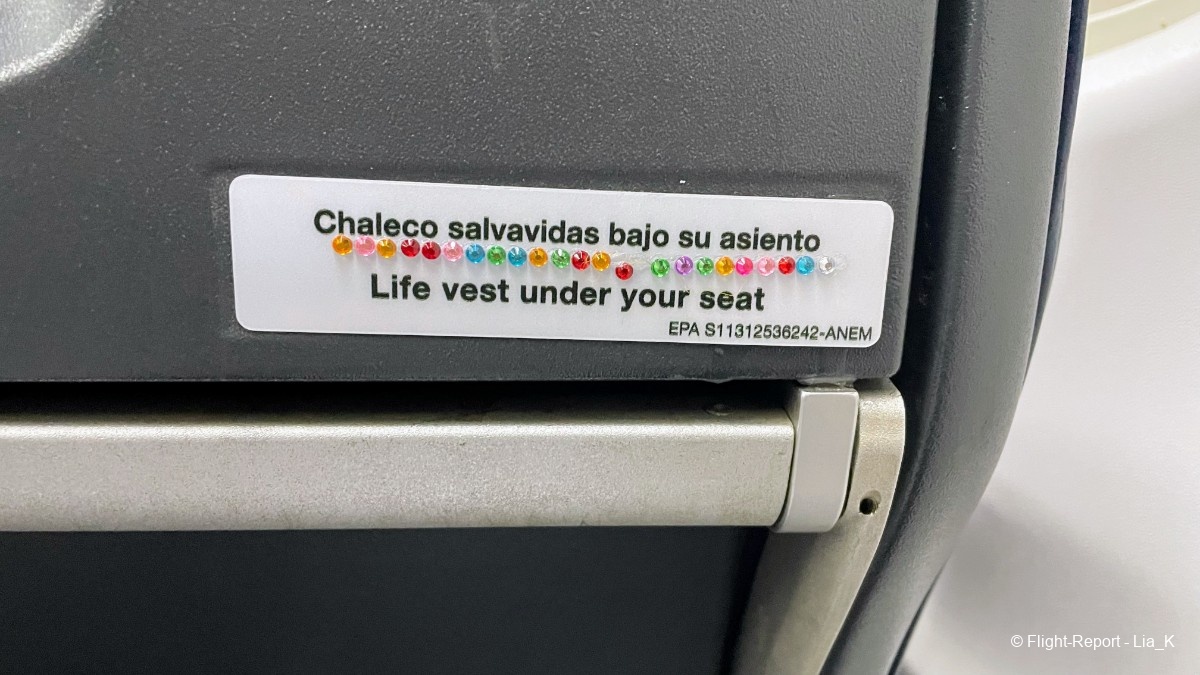 Chaleco salvavidas bajo su asiento
Life vest under your seat
EPA S11312536242-ANEM
© Flight-Report - Lia_K